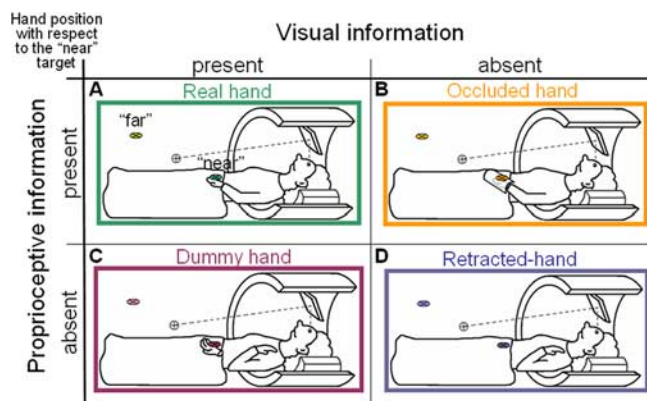 Hand position
with respect
to the “near”
target
Visual information
present
absent
Proprioceptive information
present
absent
A
Real hand
“far”
“near”
B
Occluded hand
C
Dummy hand
D
Retracted-hand